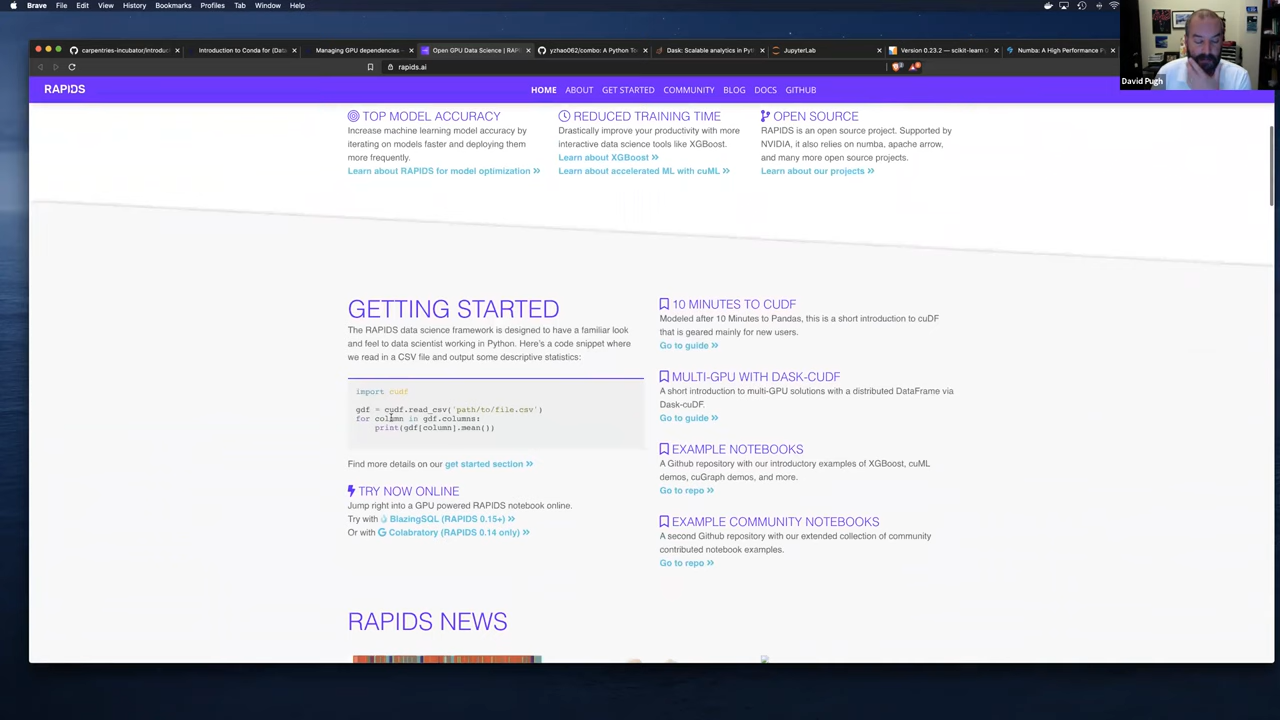 Brave File Edit View History Bookmarks Profiles Tab Window Help
carpentries-incubator/introduc
Introduction to Conda for (Data
Managing GPU dependencies -
Open GPU Data Science | RAPI
yzhao062/combo: A Python To
Dask: Scalable analytics in Pyth
JupyterLab
Version 0.23.2 — scikit-learn 0
Numba: A High Performance Py
rapids.ai
David Pugh
RAPIDS
HOME ABOUT GET STARTED COMMUNITY BLOG DOCS GITHUB
TOP MODEL ACCURACY
Increase machine learning model accuracy by
iterating on models faster and deploying them
more frequently.
Learn about RAPIDS for model optimization »
REDUCED TRAINING TIME
Drastically improve your productivity with more
interactive data science tools like XGBoost.
Learn about XGBoost »
Learn about accelerated ML with cuML »
OPEN SOURCE
RAPIDS is an open source project. Supported by
NVIDIA, it also relies on numba, apache arrow,
and many more open source projects.
Learn about our projects »
GETTING STARTED
The RAPIDS data science framework is designed to have a familiar look
and feel to data scientist working in Python. Here's a code snippet where
we read in a CSV file and output some descriptive statistics:
import cudf
gdf = cudf.read_csv('path/to/file.csv')
for column in gdf.columns:
print(gdf[column].mean())
Find more details on our get started section »
TRY NOW ONLINE
Jump right into a GPU powered RAPIDS notebook online.
Try with BlazingSQL (RAPIDS 0.15+) »
Or with Colabratory (RAPIDS 0.14 only) »
10 MINUTES TO CUDF
Modeled after 10 Minutes to Pandas, this is a short introduction to cuDF
that is geared mainly for new users.
Go to guide »
MULTI-GPU WITH DASK-CUDF
A short introduction to multi-GPU solutions with a distributed DataFrame via
Dask-cuDF.
Go to guide »
EXAMPLE NOTEBOOKS
A Github repository with our introductory examples of XGBoost, cuML
demos, cuGraph demos, and more.
Go to repo »
EXAMPLE COMMUNITY NOTEBOOKS
A second Github repository with our extended collection of community
contributed notebook examples.
Go to repo »
RAPIDS NEWS